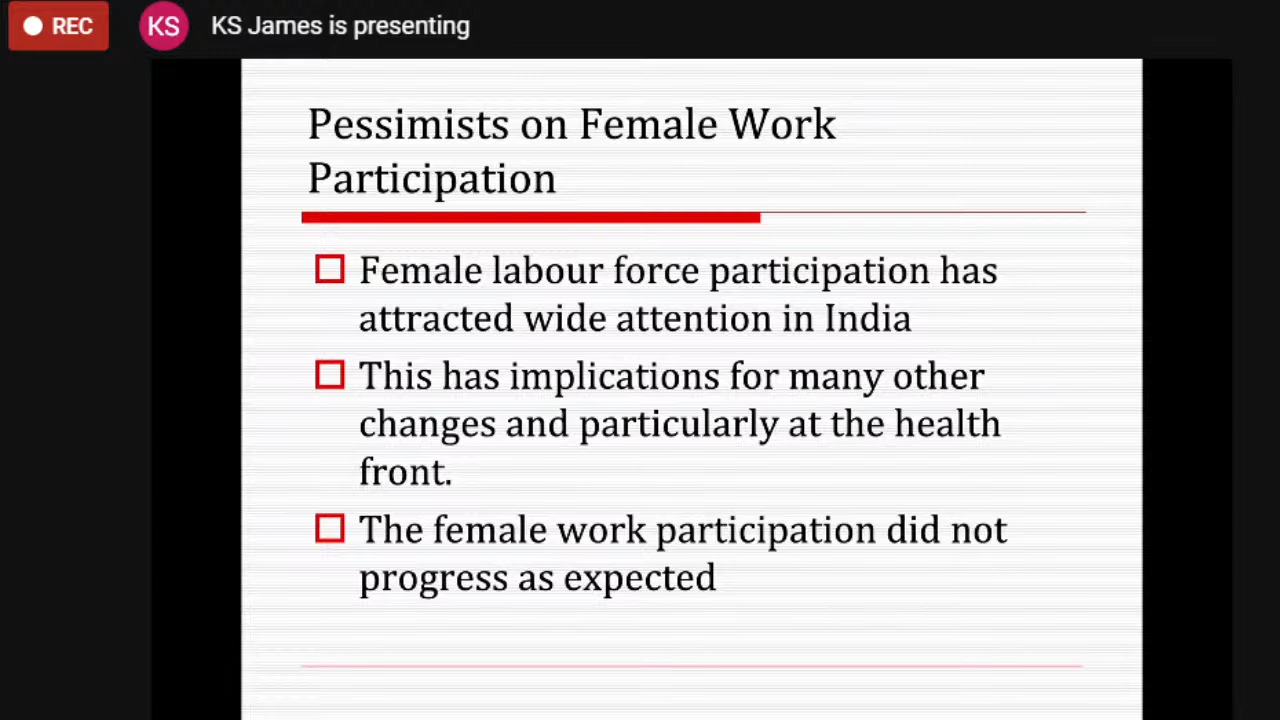 REC
KS
KS James is presenting
Pessimists on Female Work
Participation
Female labour force participation has
attracted wide attention in India
This has implications for many other
changes and particularly at the health
front.
The female work participation did not
progress as expected